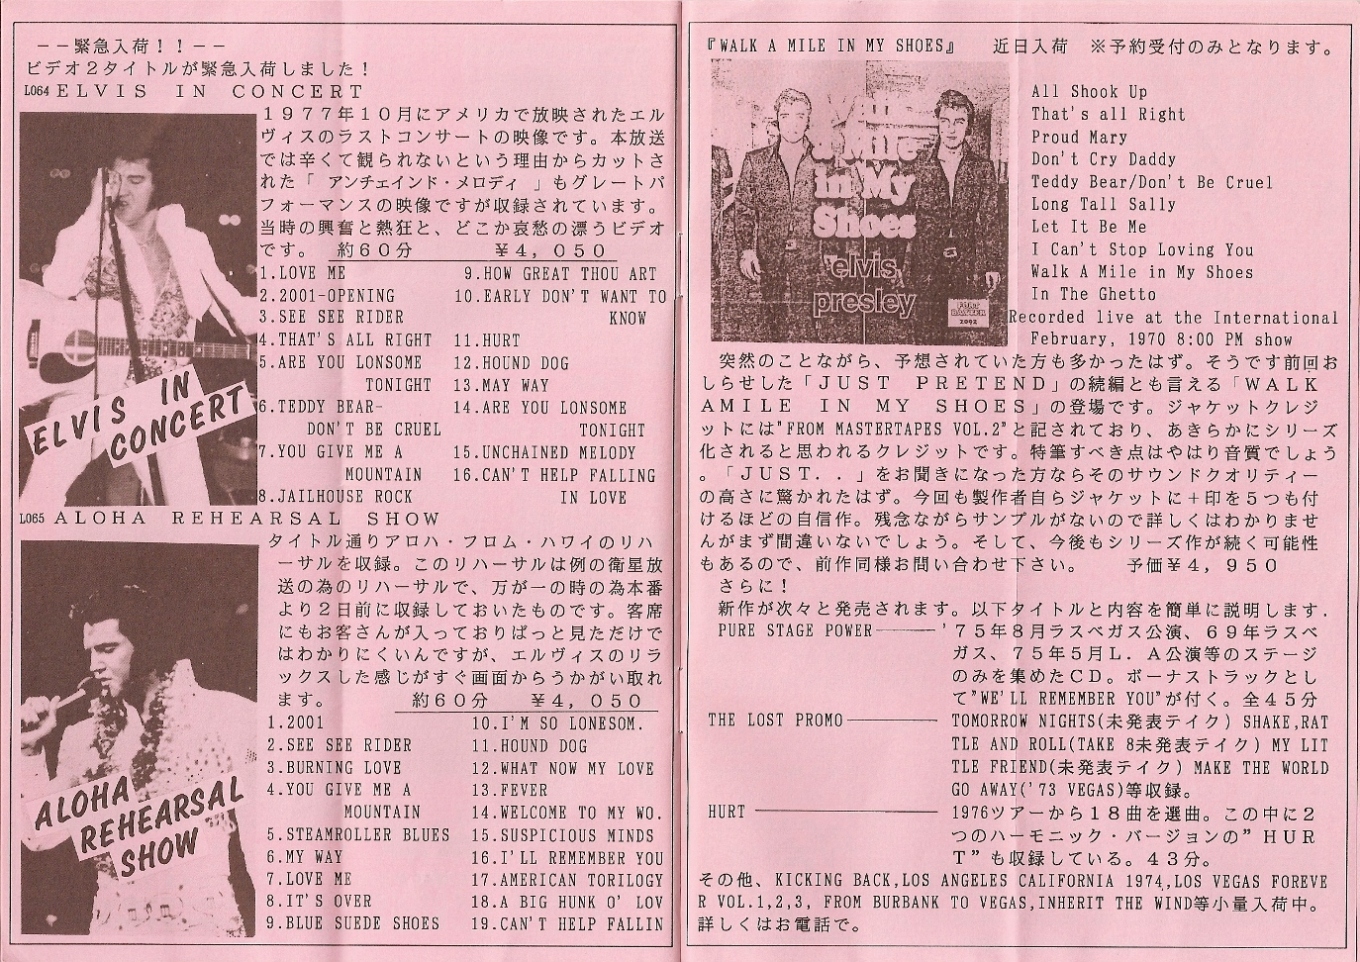 －－緊急入荷！！－－
ビデオ２タイトルが緊急入荷しました！
L064 ＥＬＶＩＳ　ＩＮ　ＣＯＮＣＥＲＴ
１９７７年１０月にアメリカで放映されたエル
ヴィスのラストコンサートの映像です。本放送
では辛くて観られないという理由からカットさ
れた「 アンチェインド・メロディ 」もグレートパ
フォーマンスの映像ですが収録されています。
当時の興奮と熱狂と、どこか哀愁の漂うビデオ
です。　約６０分　　　￥４，０５０
1.LOVE ME
2.2001-OPENING
3.SEE SEE RIDER
4.THAT'S ALL RIGHT
5.ARE YOU LONSOME
TONIGHT
6.TEDDY BEAR-
DON'T BE CRUEL
7.YOU GIVE ME A
MOUNTAIN
8.JAILHOUSE ROCK
9.HOW GREAT THOU ART
10.EARLY DON'T WANT TO
KNOW
11.HURT
12.HOUND DOG
13.MAY WAY
14.ARE YOU LONSOME
TONIGHT
15.UNCHAINED MELODY
16.CAN'T HELP FALLING
IN LOVE
ELVIS IN
CONCERT
L065 ＡＬＯＨＡ　ＲＥＨＥＡＲＳＡＬ　ＳＨＯＷ
タイトル通りアロハ・フロム・ハワイのリハ
ーサルを収録。このリハーサルは例の衛星放
送の為のリハーサルで、万が一の時の為本番
より２日前に収録しておいたものです。客席
にもお客さんが入っておりぱっと見ただけで
はわかりにくいんですが、エルヴィスのリラ
ックスした感じがすぐ画面からうかがい取れ
ます。　　　約６０分　　￥４，０５０
1.2001
2.SEE SEE RIDER
3.BURNING LOVE
4.YOU GIVE ME A
MOUNTAIN
5.STEAMROLLER BLUES
6.MY WAY
7.LOVE ME
8.IT'S OVER
9.BLUE SUEDE SHOES
10.I'M SO LONESOM.
11.HOUND DOG
12.WHAT NOW MY LOVE
13.FEVER
14.WELCOME TO MY WO.
15.SUSPICIOUS MINDS
16.I'LL REMEMBER YOU
17.AMERICAN TORILOGY
18.A BIG HUNK O' LOV
19.CAN'T HELP FALLIN
ALOHA
REHEARSAL
SHOW
『WALK A MILE IN MY SHOES』　近日入荷　※予約受付のみとなります。
Walk
a Mile
in My
Shoes
elvis
presley
All Shook Up
That's all Right
Proud Mary
Don't Cry Daddy
Teddy Bear/Don't Be Cruel
Long Tall Sally
Let It Be Me
I Can't Stop Loving You
Walk A Mile in My Shoes
In The Ghetto
Recorded live at the International
February, 1970 8:00 PM show
突然のことながら、予想されていた方も多かったはず。そうです前回お
しらせした「ＪＵＳＴ　ＰＲＥＴＥＮＤ」の続編とも言える「ＷＡＬＫ
ＡＭＩＬＥ　ＩＮ　ＭＹ　ＳＨＯＥＳ」の登場です。ジャケットクレジ
ットには"FROM MASTERTAPES VOL.2"と記されており、あきらかにシリーズ
化されると思われるクレジットです。特筆すべき点はやはり音質でしょう
。「ＪＵＳＴ．．」をお聞きになった方ならそのサウンドクオリティー
の高さに驚かれたはず。今回も製作者自らジャケットに＋印を５つも付
けるほどの自信作。残念ながらサンプルがないので詳しくはわかりませ
んがまず間違いないでしょう。そして、今後もシリーズ作が続く可能性
もあるので、前作同様お問い合わせ下さい。　　予価￥４，９５０
さらに！
新作が次々と発売されます。以下タイトルと内容を簡単に説明します．
PURE STAGE POWER―――'７５年８月ラスベガス公演、６９年ラスベ
ガス、７５年５月Ｌ．Ａ公演等のステージ
のみを集めたＣＤ。ボーナストラックとし
て"WE'LL REMEMBER YOU"が付く。全４５分
THE LOST PROMO―――― TOMORROW NIGHTS(未発表テイク) SHAKE,RAT
TLE AND ROLL(TAKE 8未発表テイク) MY LIT
TLE FRIEND(未発表テイク) MAKE THE WORLD
GO AWAY('73 VEGAS)等収録。
HURT ――――――――― 1976ツアーから１８曲を選曲。この中に２
つのハーモニック・バージョンの”ＨＵＲ
Ｔ”も収録している。４３分。
その他、KICKING BACK,LOS ANGELES CALIFORNIA 1974,LOS VEGAS FOREVE
R VOL.1,2,3, FROM BURBANK TO VEGAS,INHERIT THE WIND等小量入荷中。
詳しくはお電話で。